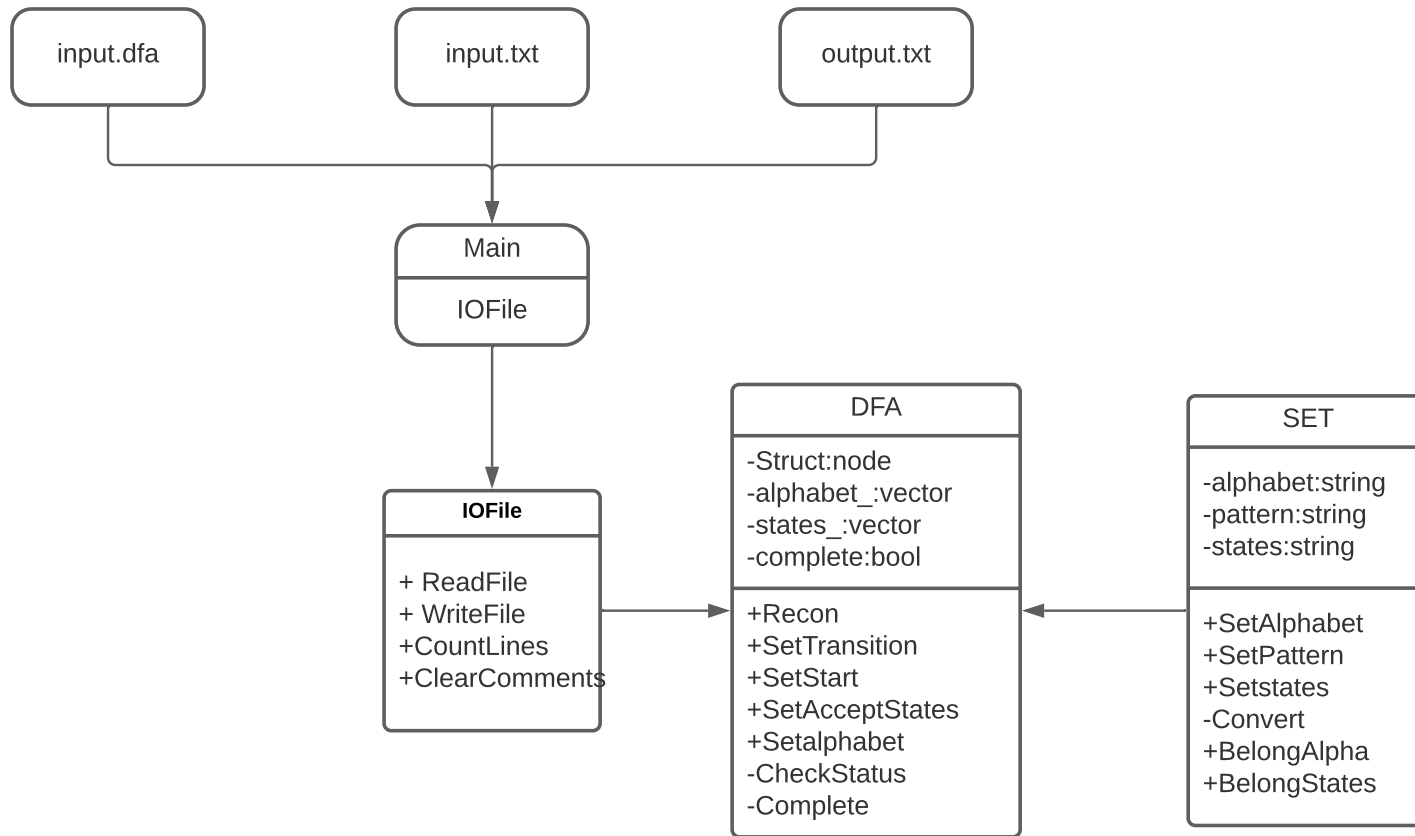 input.dfa
input.txt
output.txt
Main
IOFile
IOFile
+ ReadFile
+ WriteFile
+CountLines
+ClearComments
DFA
-Struct:node
-alphabet_:vector
-states_:vector
-complete:bool
+Recon
+SetTransition
+SetStart
+SetAcceptStates
+Setalphabet
-CheckStatus
-Complete
SET
-alphabet:string
-pattern:string
-states:string
+SetAlphabet
+SetPattern
+Setstates
-Convert
+BelongAlpha
+BelongStates